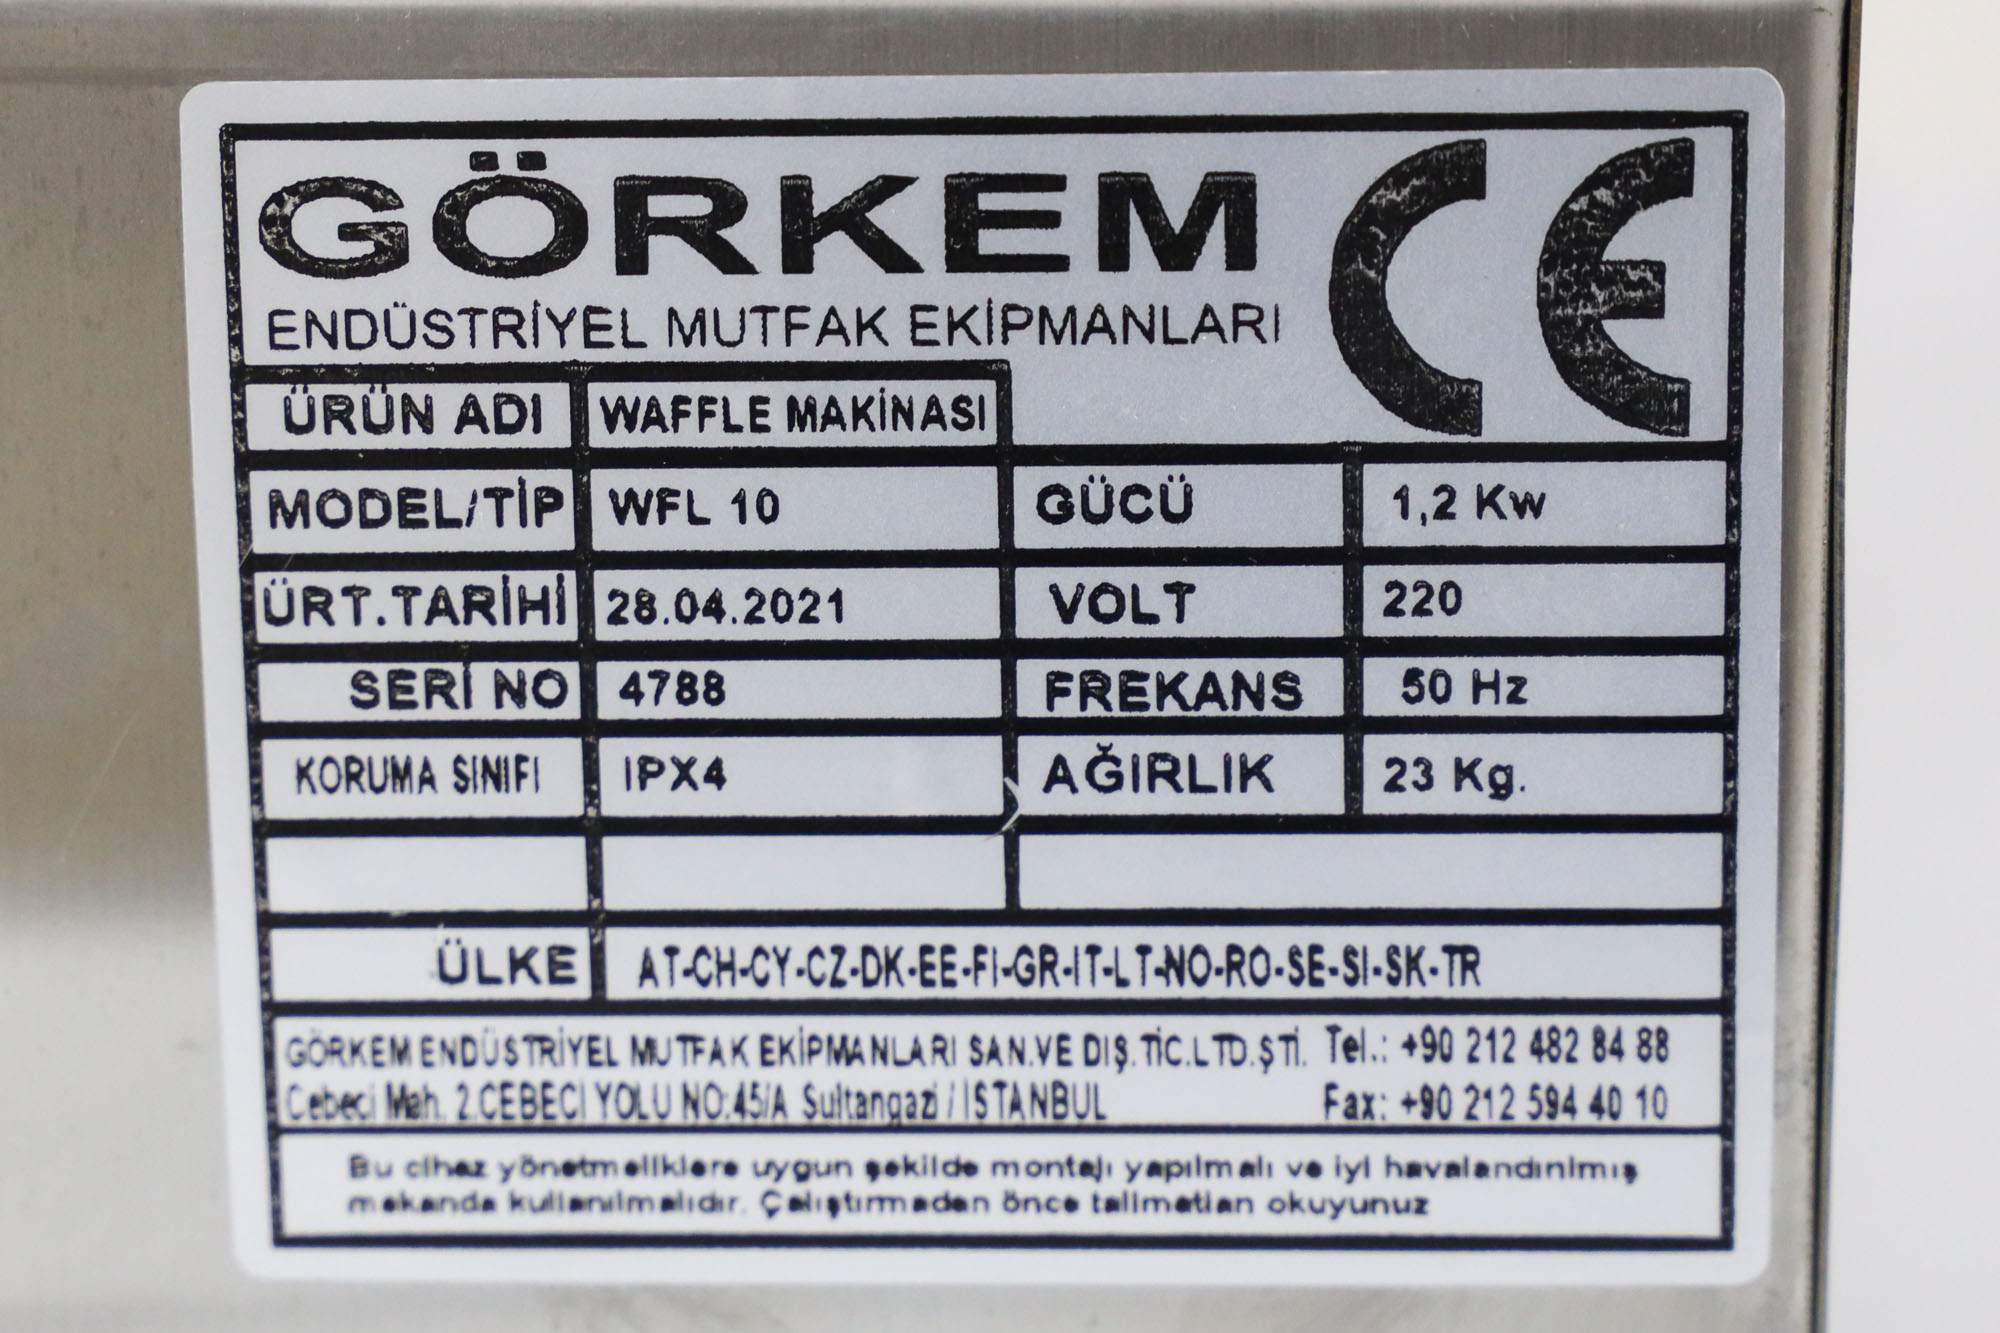 GÖRKEM CE
ENDÜSTRİYEL MUTFAK EKİPMANLARI
ÜRÜN ADI WAFFLE MAKİNASI
MODEL/TİP WFL 10 GÜCÜ 1,2 Kw
ÜRT.TARİHİ 28.04.2021 VOLT 220
SERİ NO 4788 FREKANS 50 Hz
KORUMA SINIFI IPX4 AĞIRLIK 23 Kg.
ÜLKE AT-CH-CY-CZ-DK-EE-FI-GR-IT-LT-NO-RO-SE-SI-SK-TR
GÖRKEM ENDÜSTRİYEL MUTFAK EKİPMANLARI SAN.VE DIŞ.TİC.LTD.ŞTİ. Tel.: +90 212 482 84 88
Cebeci Mah. 2.CEBECİ YOLU NO:45/A Sultangazi / İSTANBUL Fax: +90 212 594 40 10
Bu cihaz yönetmeliklere uygun şekilde montajı yapılmalı ve iyi havalandırılmış
mekanda kullanılmalıdır. Çalıştırmadan önce talimatları okuyunuz